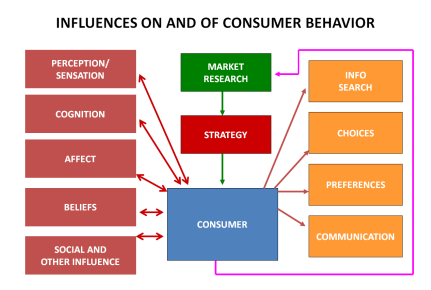 INFLUENCES ON AND OF CONSUMER BEHAVIOR
PERCEPTION/
SENSATION
COGNITION
AFFECT
BELIEFS
SOCIAL AND
OTHER INFLUENCE
MARKET
RESEARCH
STRATEGY
CONSUMER
INFO
SEARCH
CHOICES
PREFERENCES
COMMUNICATION